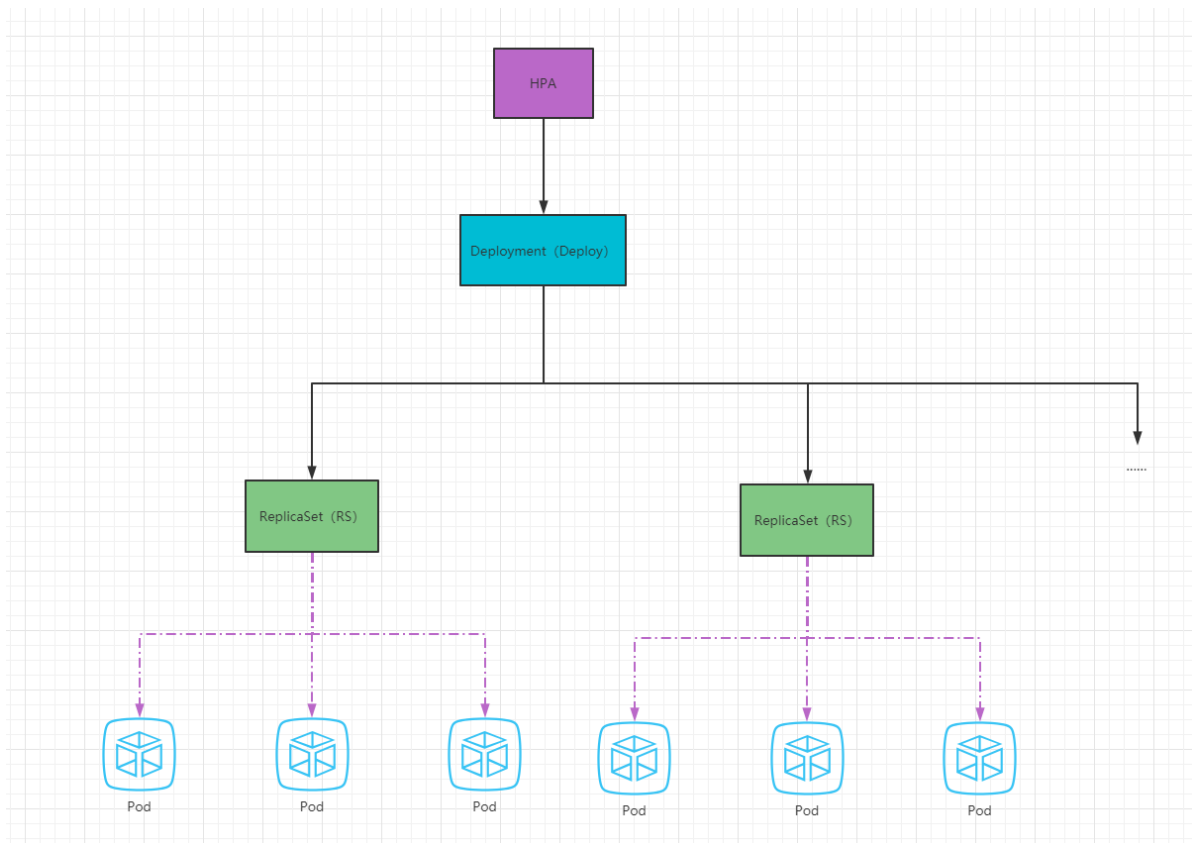 HPA
Deployment（Deploy）
......
ReplicaSet（RS）
ReplicaSet（RS）
Pod
Pod
Pod
Pod
Pod
Pod